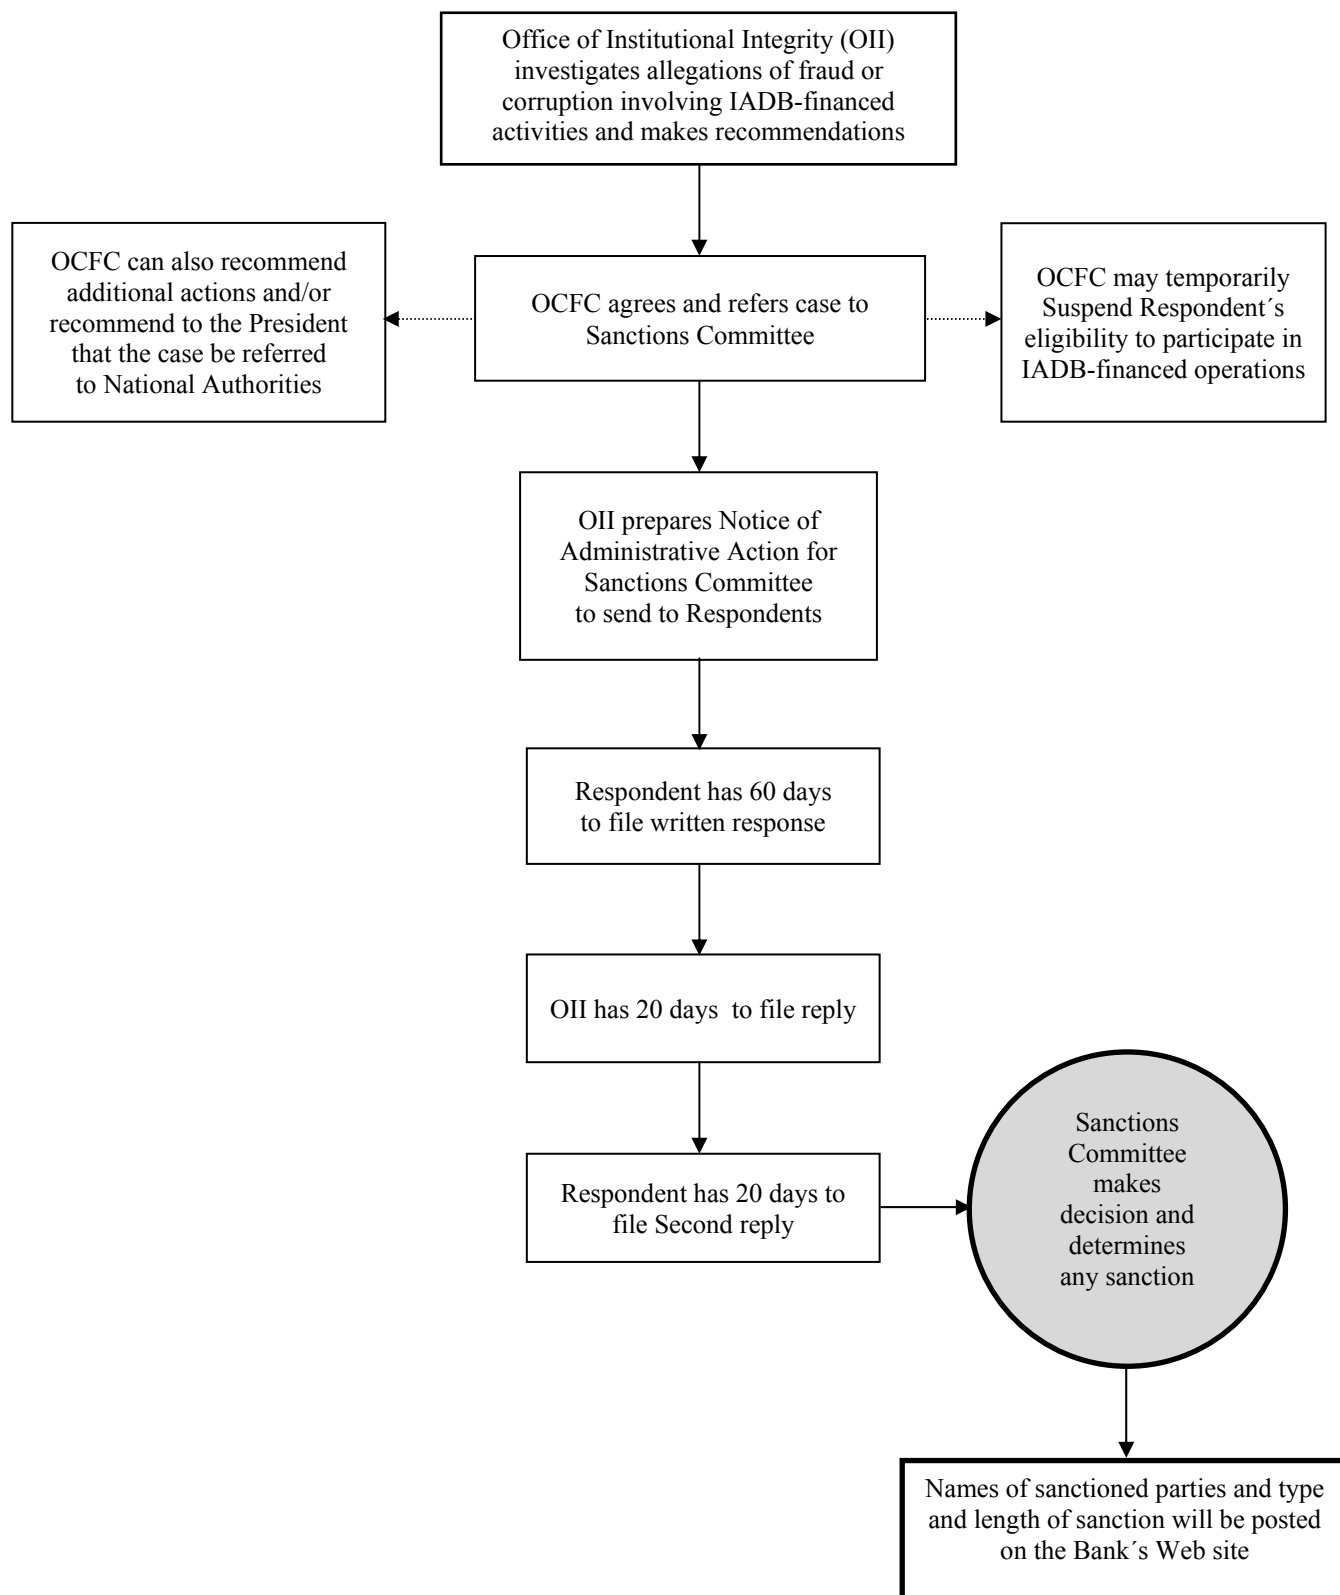 Office of Institutional Integrity (OII)
investigates allegations of fraud or
corruption involving IADB-financed
activities and makes recommendations
OCFC can also recommend
additional actions and/or
recommend to the President
that the case be referred
to National Authorities
OCFC agrees and refers case to
Sanctions Committee
OCFC may temporarily
Suspend Respondent´s
eligibility to participate in
IADB-financed operations
OII prepares Notice of
Administrative Action for
Sanctions Committee
to send to Respondents
Respondent has 60 days
to file written response
OII has 20 days  to file reply
Respondent has 20 days to
file Second reply
Sanctions
Committee
makes
decision and
determines
any sanction
Names of sanctioned parties and type
and length of sanction will be posted
on the Bank´s Web site